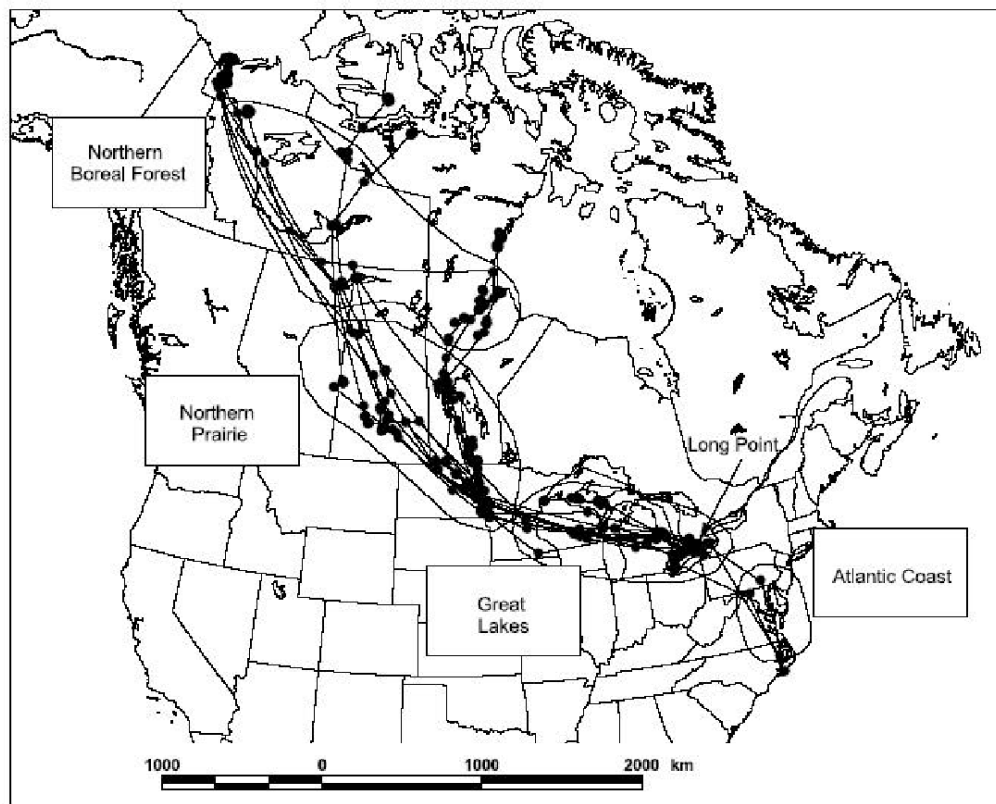 Northern
Boreal Forest
Northern
Prairie
Long Point
Atlantic Coast
Great
Lakes
1000 0 1000 2000 km